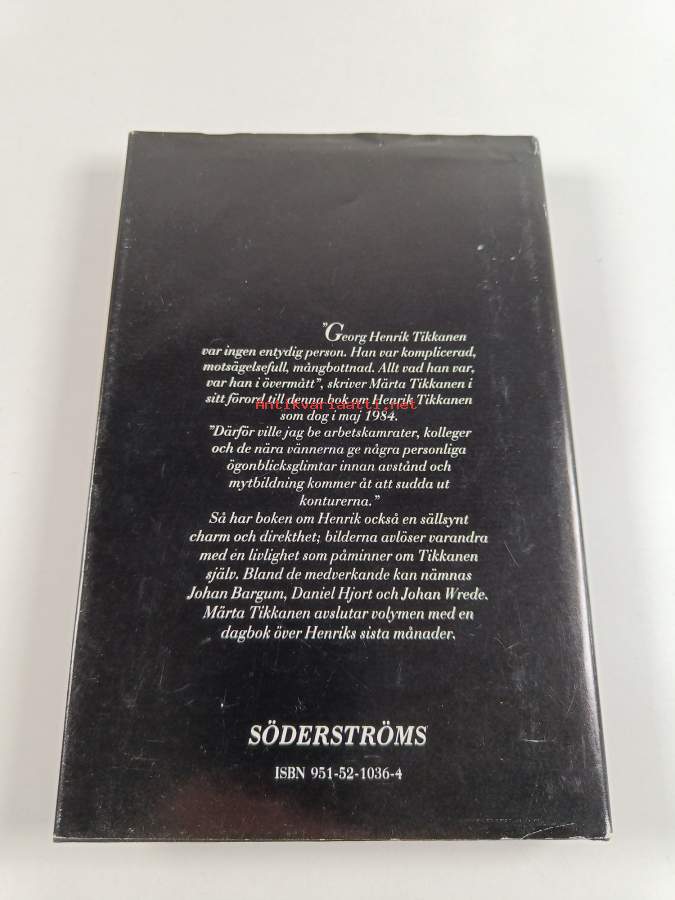 "Georg Henrik Tikkanen
var ingen entydig person. Han var komplicerad,
motsägelsefull, mångbottnad. Allt vad han var,
var han i övermått", skriver Märta Tikkanen i
sitt förord till denna bok om Henrik Tikkanen
Antikvariaatti.net
som dog i maj 1984.
"Därför ville jag be arbetskamrater, kolleger
och de nära vännerna ge några personliga
ögonblicksglimtar innan avstånd och
mytbildning kommer åt att sudda ut
konturerna."
Så har boken om Henrik också en sällsynt
charm och direkthet; bilderna avlöser varandra
med en livlighet som påminner om Tikkanen
själv. Bland de medverkande kan nämnas
Johan Bargum, Daniel Hjort och Johan Wrede.
Märta Tikkanen avslutar volymen med en
dagbok över Henriks sista månader.
SÖDERSTRÖMS
ISBN 951-52-1036-4